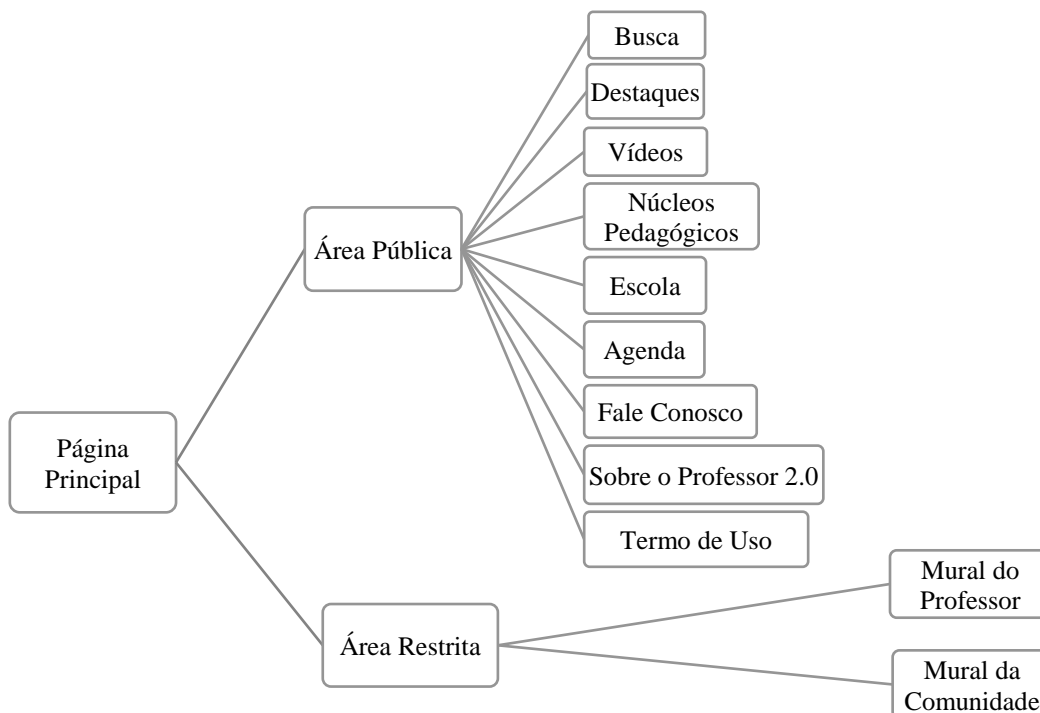 Busca
Destaques
Vídeos
Núcleos
Pedagógicos
Área Pública
Escola
Agenda
Fale Conosco
Página
Principal
Sobre o Professor 2.0
Termo de Uso
Mural do
Professor
Área Restrita
Mural da
Comunidade